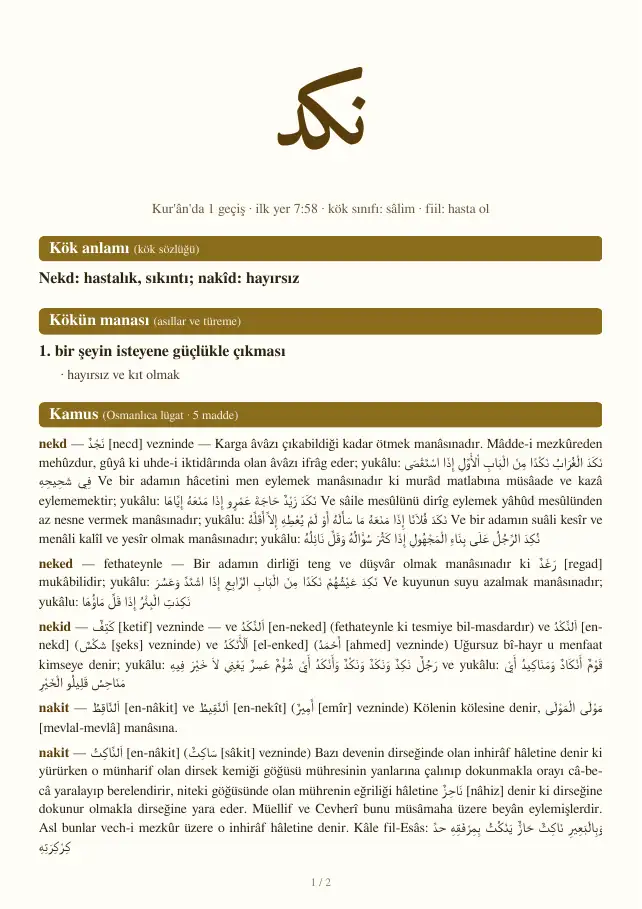 نكد
Kur'ân'da 1 geçiş · ilk yer 7:58 · kök sınıfı: sâlim · fiil: hasta ol
Kök anlamı (kök sözlüğü)
Nekd: hastalık, sıkıntı; nakîd: hayırsız
Kökün manası (asıllar ve türeme)
1. bir şeyin isteyene güçlükle çıkması
· hayırsız ve kıt olmak
Kamus (Osmanlıca lügat · 5 madde)
nekd — نَجْدٌ [necd] vezninde — Karga âvâzı çıkabildiği kadar ötmek manâsınadır. Mâdde-i mezkûreden
mehûzdur, gûyâ ki uhde-i iktidârında olan âvâzı ifrâg eder; yukâlu: نَكَدَ الْغُرَابُ نَكْدًا مِنَ الْبَابِ اْلأَوَّلِ إِذَا اسْتَقْصَى
فِي شَحِيحِهِ Ve bir adamın hâcetini men eylemek manâsınadır ki murâd matlabına müsâade ve kazâ
eylememektir; yukâlu: نَكَدَ زَيْدٌ حَاجَةَ عَمْرٍو إِذَا مَنَعَهُ إِيَّاهَا Ve sâile mesûlünü dirîg eylemek yâhûd mesûlünden
az nesne vermek manâsınadır; yukâlu: نَكَدَ فُلاَنًا إِذَا مَنَعَهُ مَا سَأَلَهُ أَوْ لَمْ يُعْطِهِ إِلاَّ أَقَلَّهُ Ve bir adamın suâli kesîr ve
menâli kalîl ve yesîr olmak manâsınadır; yukâlu: نُكِدَ الرَّجُلُ عَلَى بِنَاءِ الْمَجْهُولِ إِذَا كَثُرَ سُؤَالُهُ وَقَلَّ نَائِلُهُ
neked — fethateynle — Bir adamın dirliği teng ve düşvâr olmak manâsınadır ki رَغَدٌ [regad]
mukâbilidir; yukâlu: نَكِدَ عَيْشُهُمْ نَكَدًا مِنَ الْبَابِ الرَّابِعِ إِذَا اشْتَدَّ وَعَسُرَ Ve kuyunun suyu azalmak manâsınadır;
yukâlu: نَكِدَتِ الْبِئْرُ إِذَا قَلَّ مَاؤُهَا
nekid — كَتِفٌ [ketif] vezninde — ve اَلنَّكَدُ [en-neked] (fethateynle ki tesmiye bil-masdardır) ve اَلنَّكْدُ [en-
nekd] (شَكْسٌ [şeks] vezninde) ve اَلْأَنْكَدُ [el-enked] (أَحْمَدُ [ahmed] vezninde) Uğursuz bî-hayr u menfaat
kimseye denir; yukâlu: رَجُلٌ نَكِدٌ وَنَكَدٌ وَنَكْدٌ وَأَنْكَدُ أَيْ شُؤْمٌ عَسِرٌ يَعْنِي لاَ خَيْرَ فِيهِ ve yukâlu: قَوْمٌ أَنْكَادٌ وَمَنَاكِيدُ أَيْ
مَنَاحِسُ قَلِيلُو الْخَيْرِ
nakit — اَلنَّاقِطُ [en-nâkit] ve اَلنَّقِيطُ [en-nekît] (أَمِيرٌ [emîr] vezninde) Kölenin kölesine denir, مَوْلَى الْمَوْلَى
[mevlal-mevlâ] manâsına.
nakit — اَلنَّاكِتُ [en-nâkit] (سَاكِتٌ [sâkit] vezninde) Bazı devenin dirseğinde olan inhirâf hâletine denir ki
yürürken o münharif olan dirsek kemiği göğüsü mühresinin yanlarına çalınıp dokunmakla orayı câ-be-
câ yaralayıp berelendirir, niteki göğüsünde olan mührenin eğriliği hâletine نَاحِزٌ [nâhiz] denir ki dirseğine
dokunur olmakla dirseğine yara eder. Müellif ve Cevherî bunu müsâmaha üzere beyân eylemişlerdir.
Asl bunlar vech-i mezkûr üzere o inhirâf hâletine denir. Kâle fil-Esâs: وَبِالْبَعِيرِ نَاكِتٌ حَازٌّ يَنْكُتُ بِمِرْفَقِهِ حدَّ
كِرْكِرَتِهِ
1 / 2